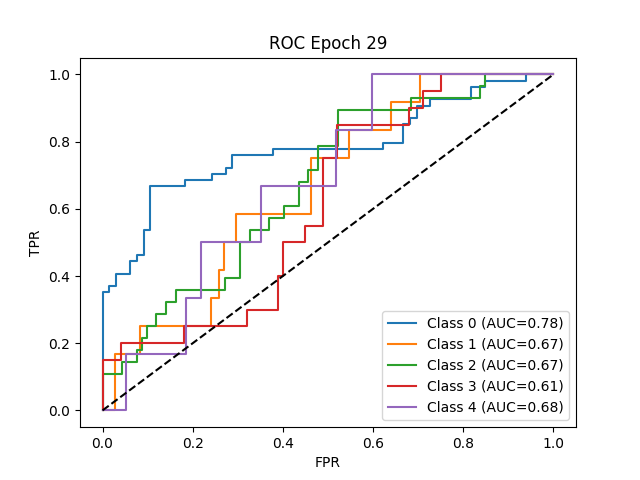 ROC Epoch 29
TPR
1.0
0.8
0.6
0.4
0.2
0.0
Class 0 (AUC=0.78)
Class 1 (AUC=0.67)
Class 2 (AUC=0.67)
Class 3 (AUC=0.61)
Class 4 (AUC=0.68)
0.0 0.2 0.4 0.6 0.8 1.0
FPR